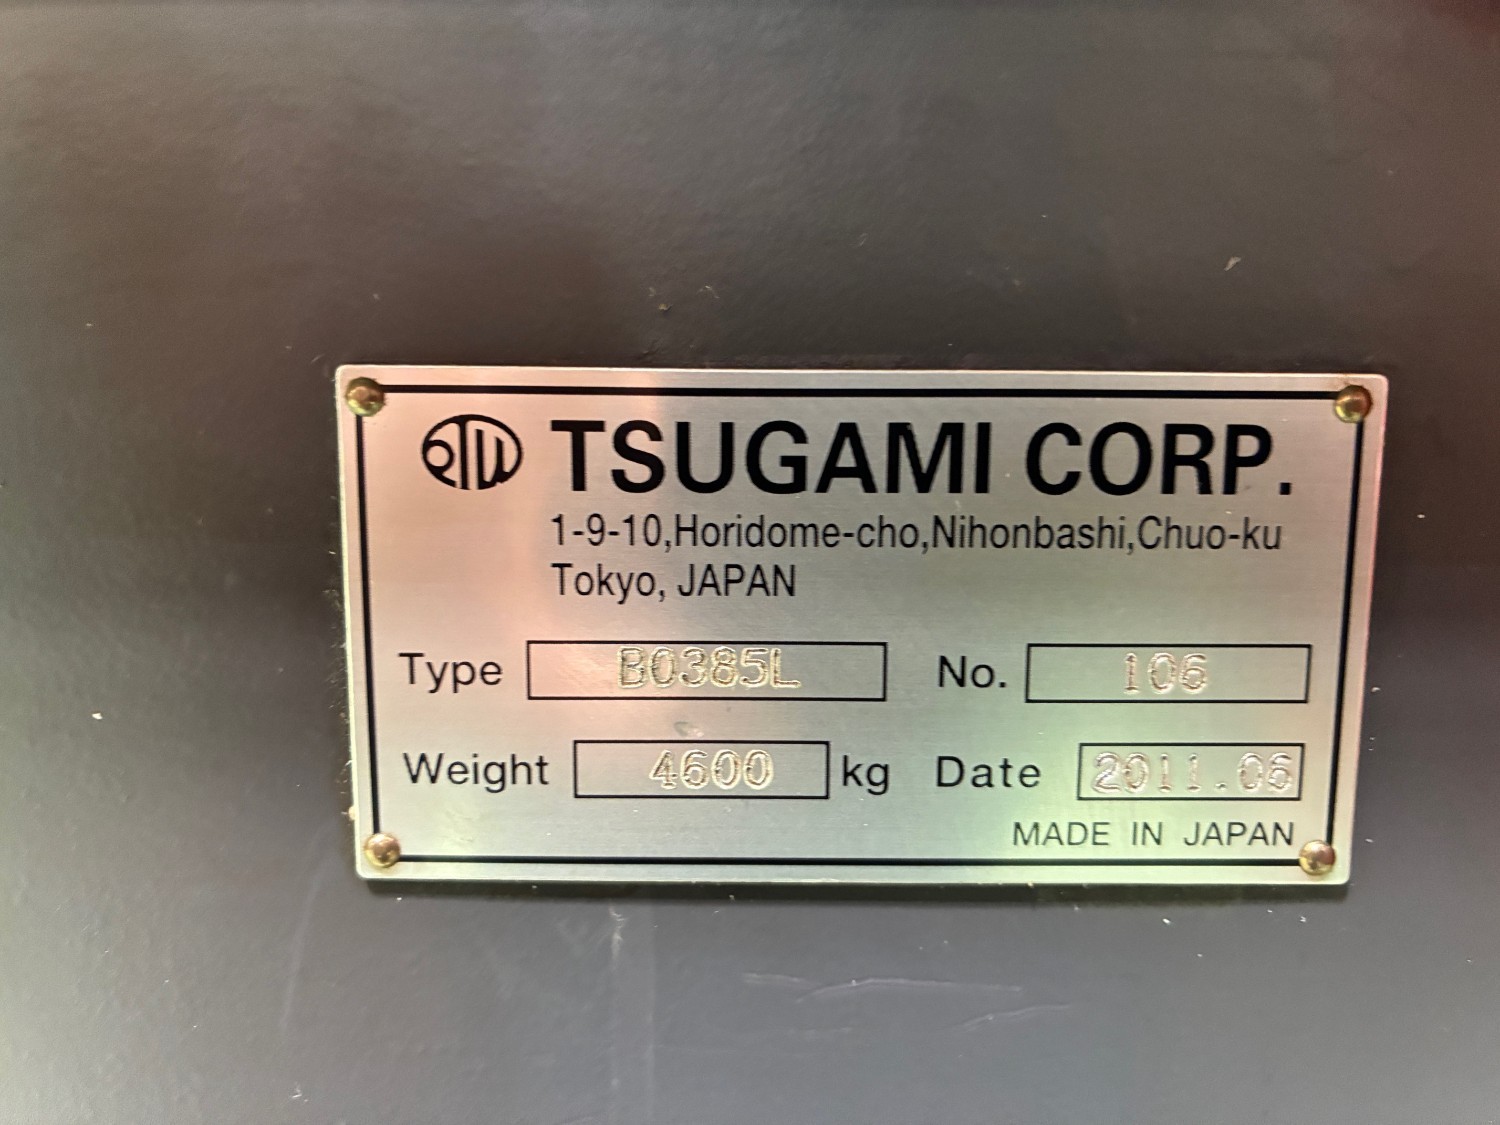 TSUGAMI CORP.
1-9-10,Horidome-cho,Nihonbashi,Chuo-ku
Tokyo, JAPAN
Type B0385L No. 106
Weight 4600 kg Date 2011.06
MADE IN JAPAN